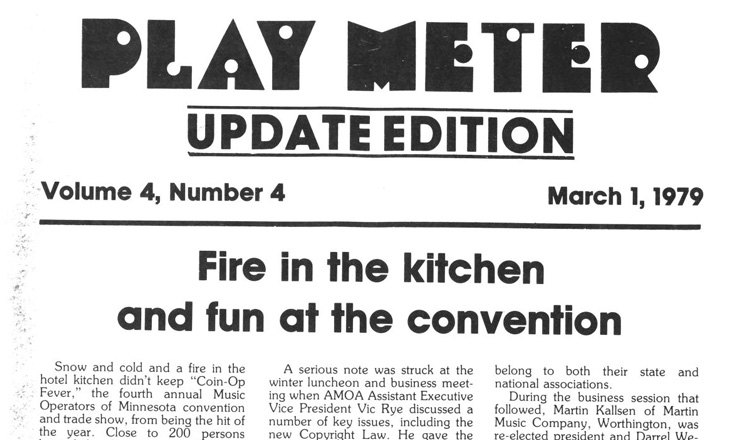 PLAY METER
UPDATE EDITION
Volume 4, Number 4
March 1, 1979
Fire in the kitchen
and fun at the convention
Snow and cold and a fire in the
hotel kitchen didn't keep “Coin-Op
Fever,” the fourth annual Music
Operators of Minnesota convention
and trade show, from being the hit of
the year. Close to 200 persons
A serious note was struck at the
winter luncheon and business meet-
ing when AMOA Assistant Executive
Vice President Vic Rye discussed a
number of key issues, including the
new Copyright Law. He gave the
belong to both their state and
national associations.
During the business session that
followed, Martin Kallsen of Martin
Music Company, Worthington, was
re-elected president and Darrel We-